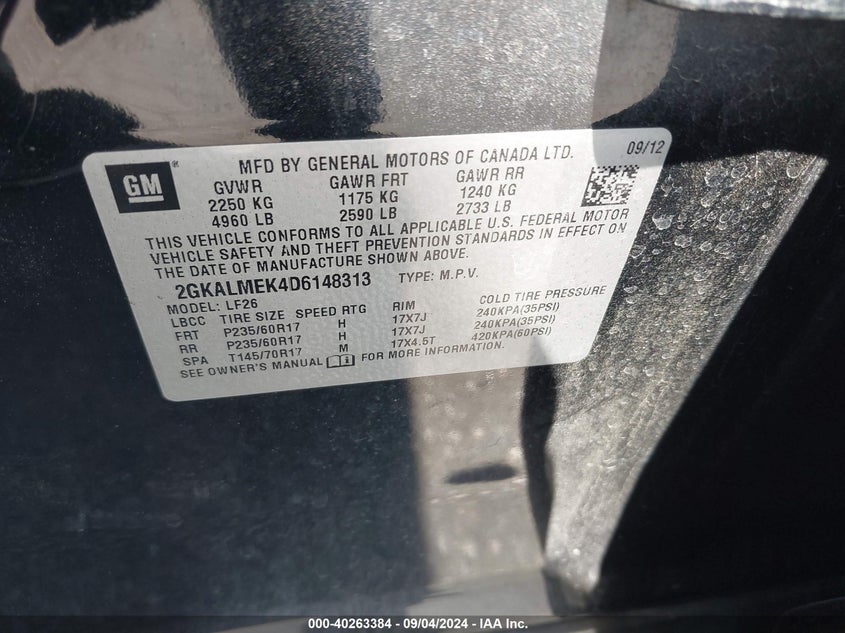 GM ®
MFD BY GENERAL MOTORS OF CANADA LTD. 09/12
GVWR GAWR FRT GAWR RR
2250 KG 1175 KG 1240 KG
4960 LB 2590 LB 2733 LB
THIS VEHICLE CONFORMS TO ALL APPLICABLE U.S. FEDERAL MOTOR
VEHICLE SAFETY AND THEFT PREVENTION STANDARDS IN EFFECT ON
THE DATE OF MANUFACTURE SHOWN ABOVE.
2GKALMEK4D6148313 TYPE: M.P.V.
MODEL: LF26
LBCC TIRE SIZE SPEED RTG RIM COLD TIRE PRESSURE
FRT P235/60R17 H 17X7J 240KPA(35PSI)
RR P235/60R17 H 17X7J 240KPA(35PSI)
SPA T145/70R17 M 17X4.5T 420KPA(60PSI)
SEE OWNER'S MANUAL FOR MORE INFORMATION.
000-40263384 - 09/04/2024 - IAA Inc.